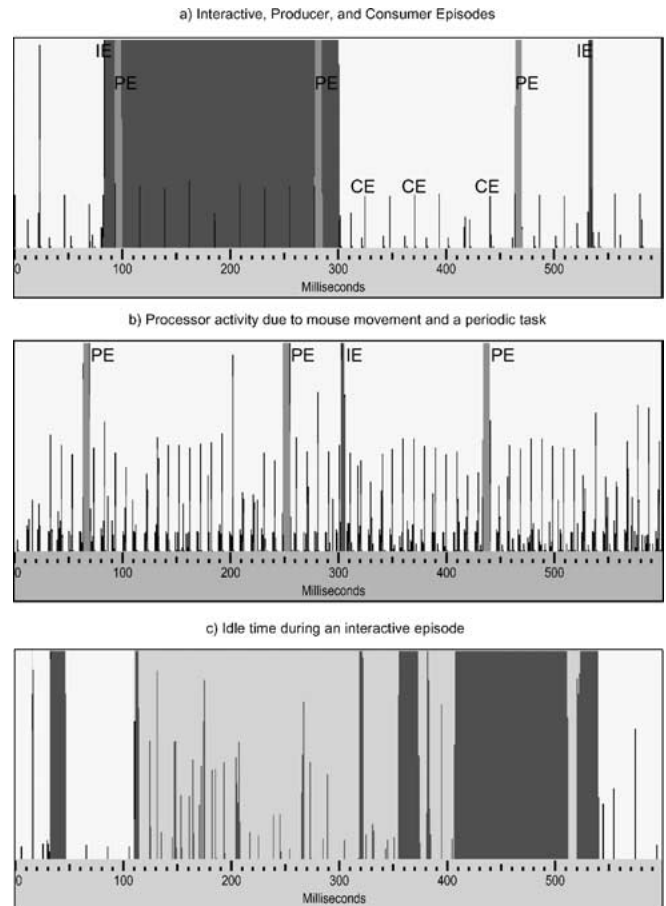 a) Interactive, Producer, and Consumer Episodes
IE IE
PE PE PE
CE CE CE
0 100 200 300 400 500
Milliseconds
b) Processor activity due to mouse movement and a periodic task
PE PE IE PE
0 100 200 300 400 500
Milliseconds
c) Idle time during an interactive episode
0 100 200 300 400 500
Milliseconds